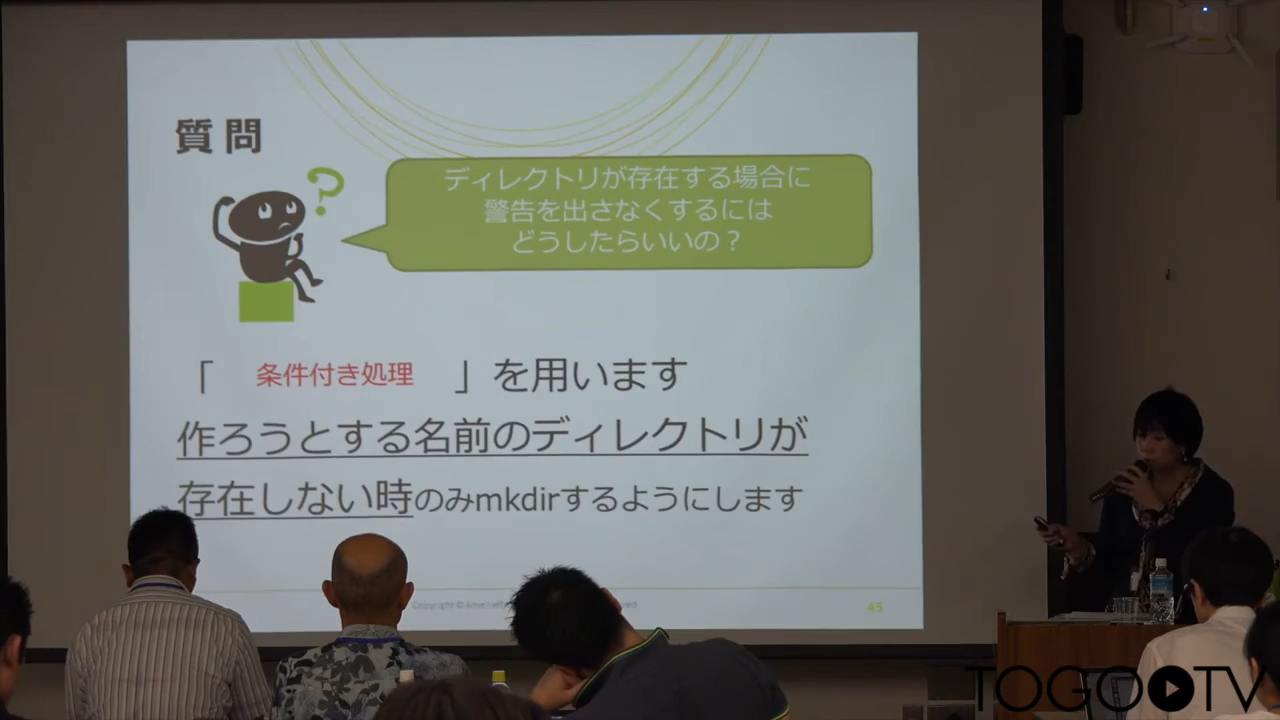 質問
?
ディレクトリが存在する場合に
警告を出さなくするには
どうしたらいいの？
「 条件付き処理 」を用います
作ろうとする名前のディレクトリが
存在しない時のみmkdirするようにします
Copyright ©
45
TOGOTV